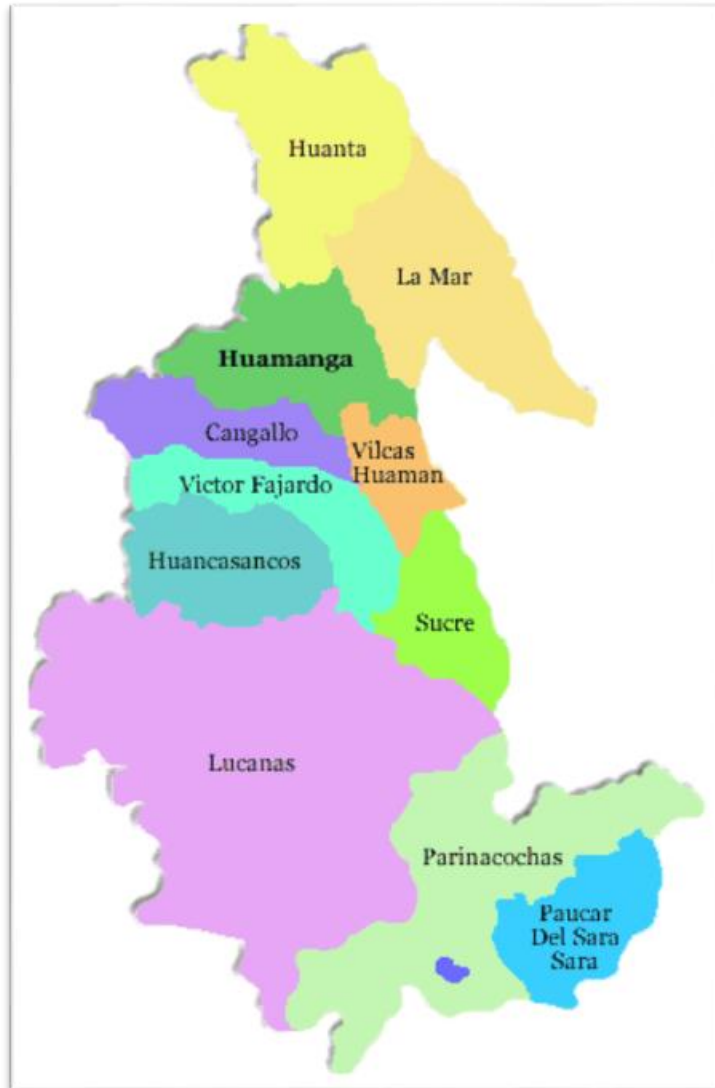 Huanta
La Mar
Huamanga
Cangallo
Vilcas
Huaman
Victor Fajardo
Huancasancos
Sucre
Lucanas
Parinacochas
Paucar
Del Sara
Sara